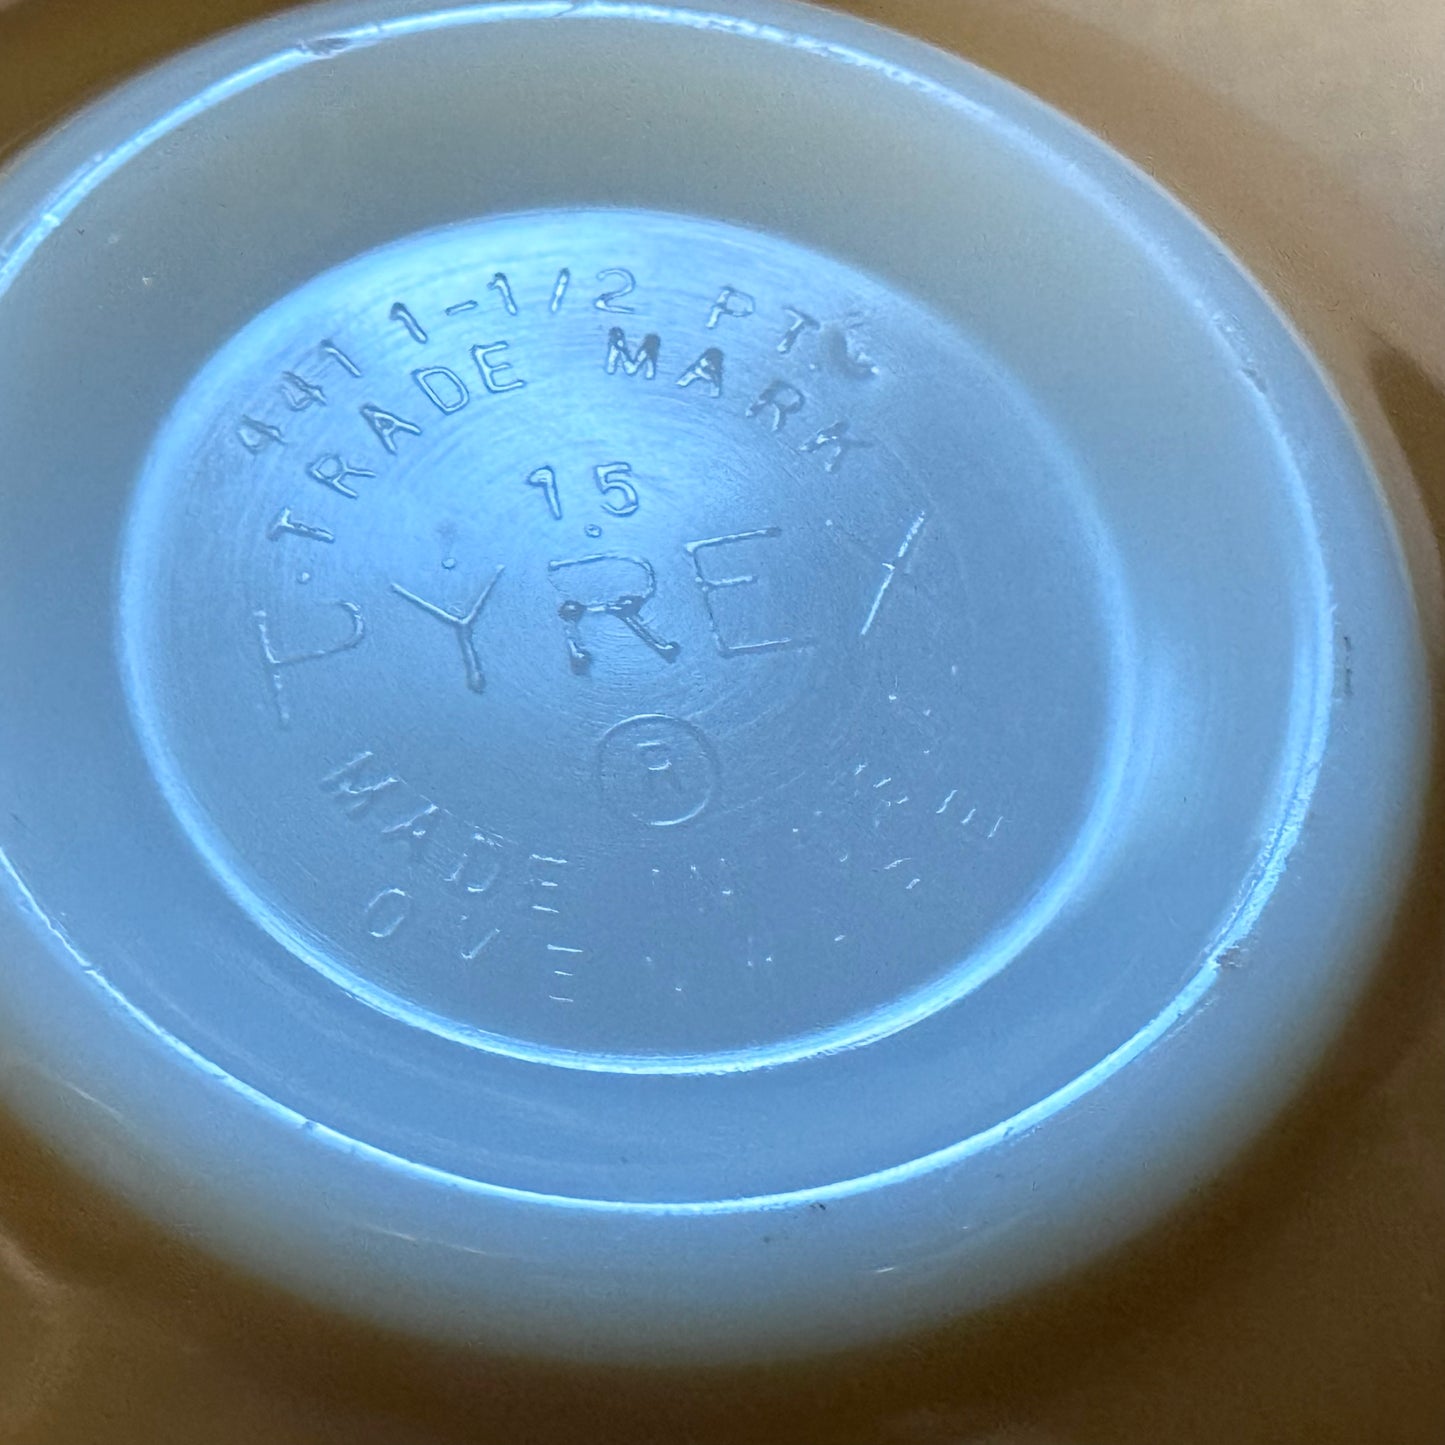 441 1-1/2 PT.
TRADE MARK
15
PYREX
®
MADE IN
OVE